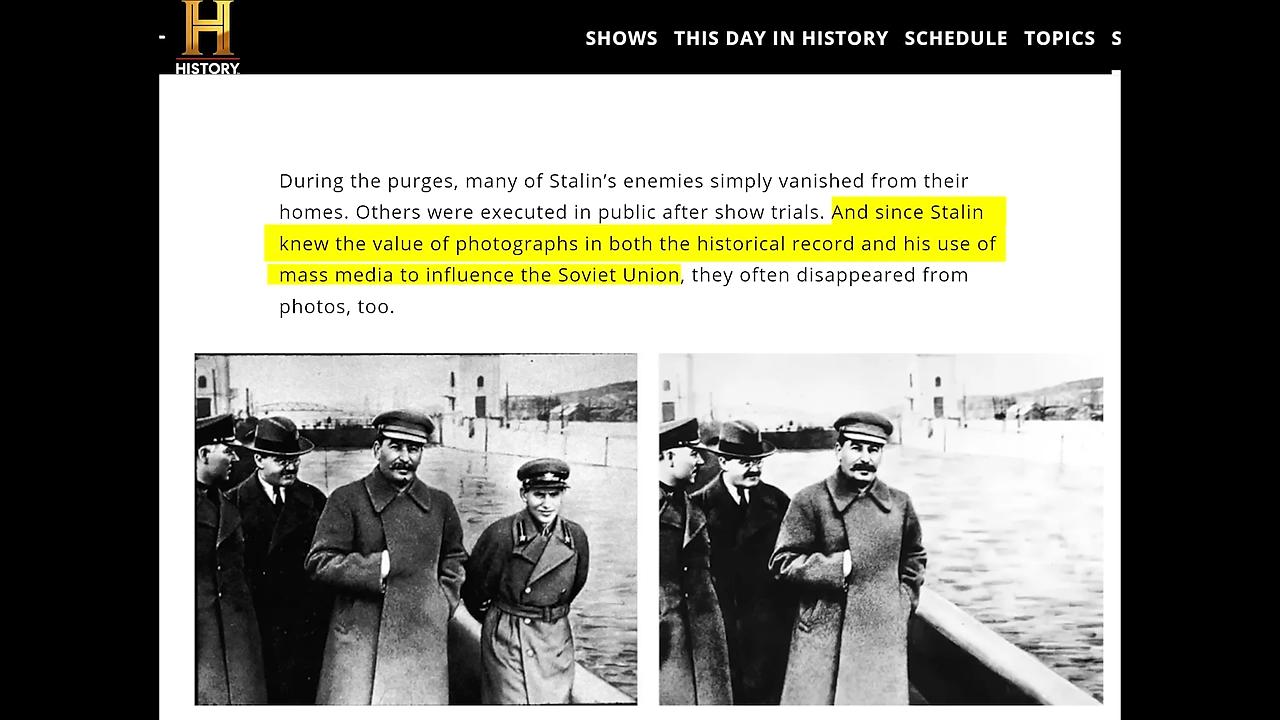 H
HISTORY.
SHOWS THIS DAY IN HISTORY SCHEDULE TOPICS S
During the purges, many of Stalin’s enemies simply vanished from their
homes. Others were executed in public after show trials. And since Stalin
knew the value of photographs in both the historical record and his use of
mass media to influence the Soviet Union, they often disappeared from
photos, too.